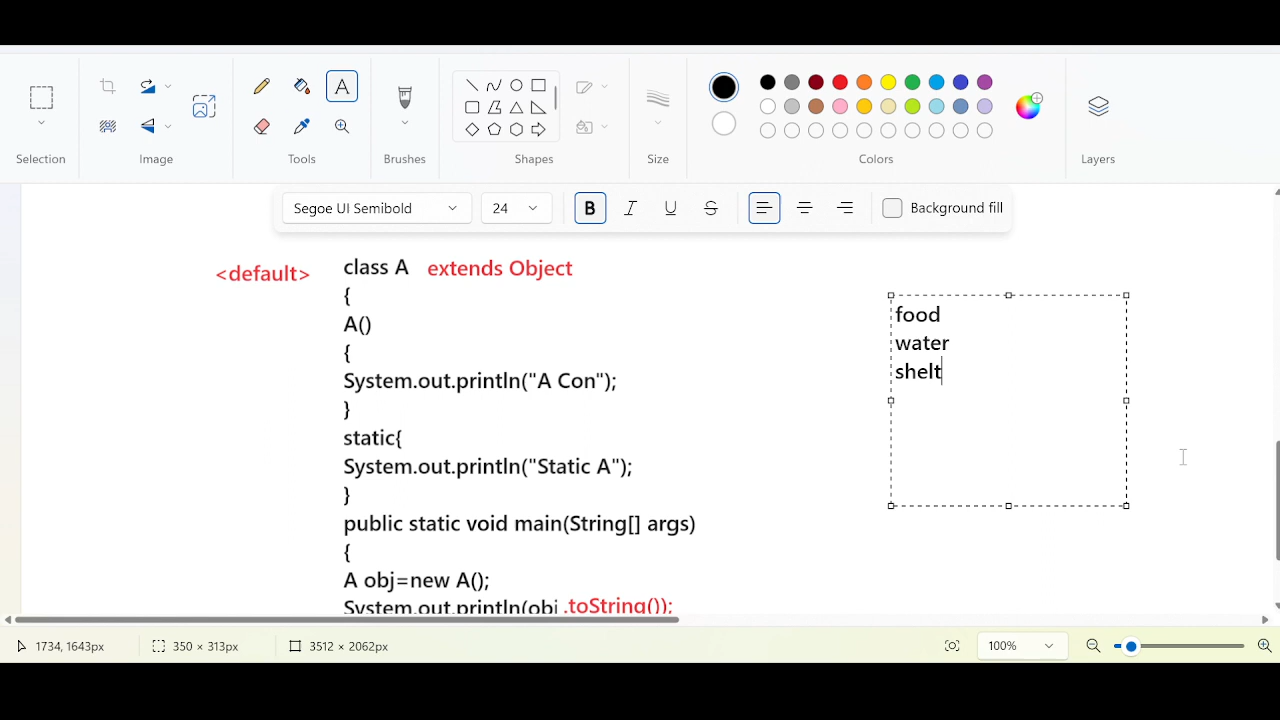 Selection
Image
Tools
Brushes
Shapes
Size
Colors
Layers
Segoe UI Semibold
24
B
I
U
Background fill
<default>
class A extends Object
{
A()
{
System.out.println("A Con");
}
static{
System.out.println("Static A");
}
public static void main(String[] args)
{
A obj=new A();
System.out.println(obj .toString());
food
water
shelt
1734, 1643px
350 × 313px
3512 × 2062px
100%